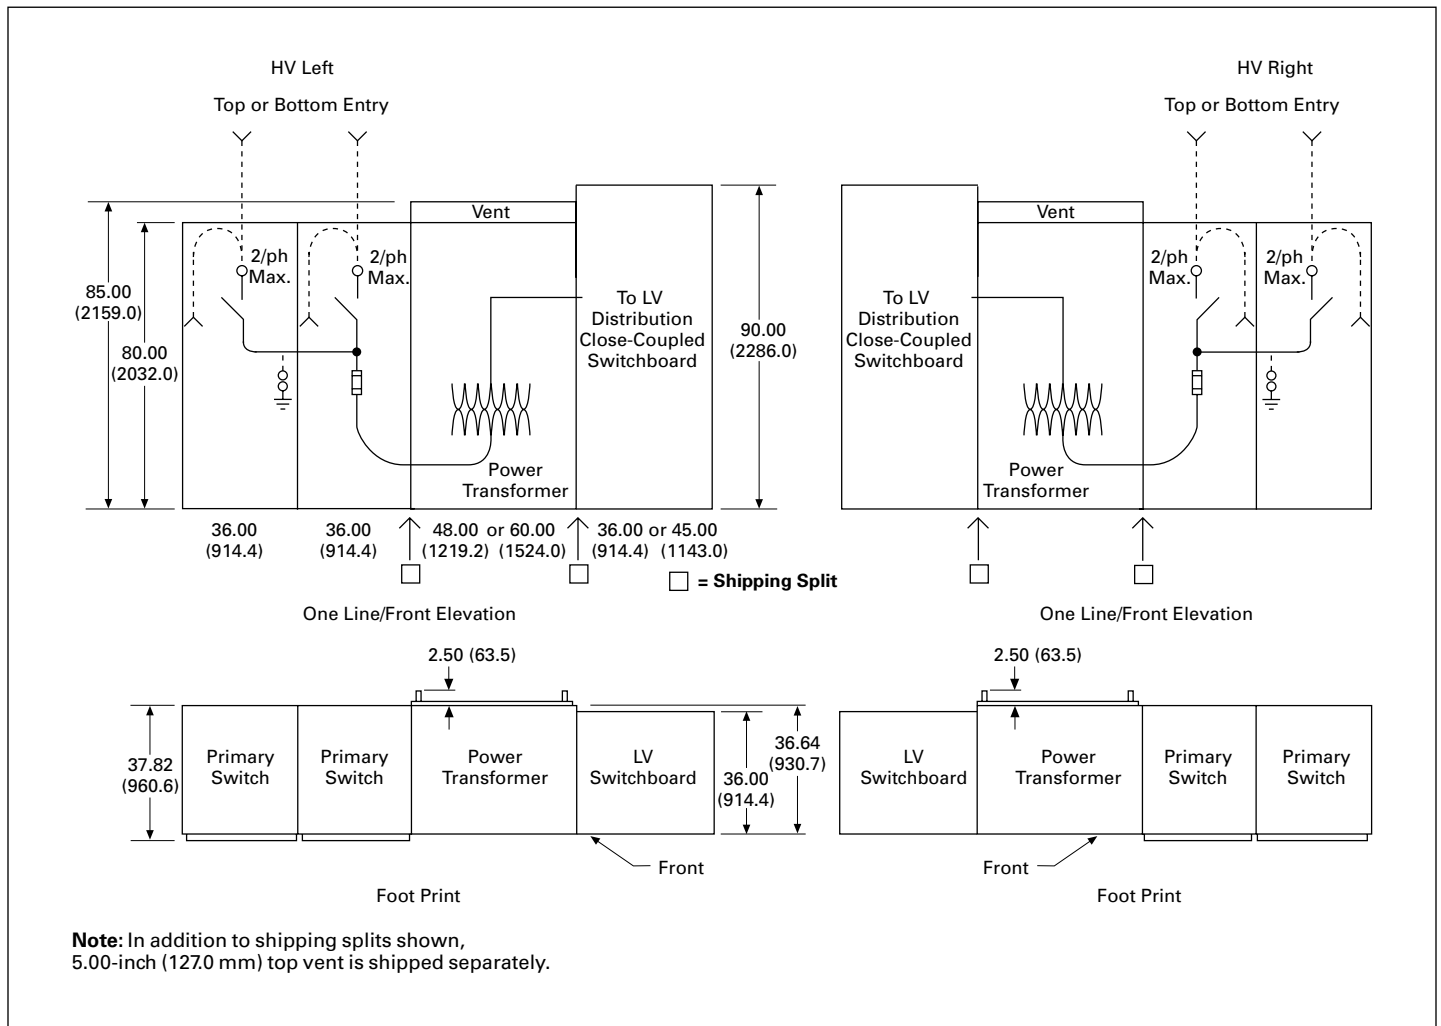 HV Left
Top or Bottom Entry
HV Right
Top or Bottom Entry
Vent
2/ph
Max.
2/ph
Max.
85.00
(2159.0)
80.00
(2032.0)
To LV
Distribution
Close-Coupled
Switchboard
90.00
(2286.0)
Power
Transformer
36.00
(914.4)
36.00
(914.4)
48.00 or 60.00
(1219.2) (1524.0)
36.00 or 45.00
(914.4) (1143.0)
= Shipping Split
One Line/Front Elevation
Vent
2/ph
Max.
2/ph
Max.
To LV
Distribution
Close-Coupled
Switchboard
Power
Transformer
One Line/Front Elevation
2.50 (63.5)
37.82
(960.6)
Primary
Switch
Primary
Switch
Power
Transformer
LV
Switchboard
36.00
(914.4)
36.64
(930.7)
Front
Foot Print
2.50 (63.5)
LV
Switchboard
Power
Transformer
Primary
Switch
Primary
Switch
Front
Foot Print
Note: In addition to shipping splits shown,
5.00-inch (127.0 mm) top vent is shipped separately.